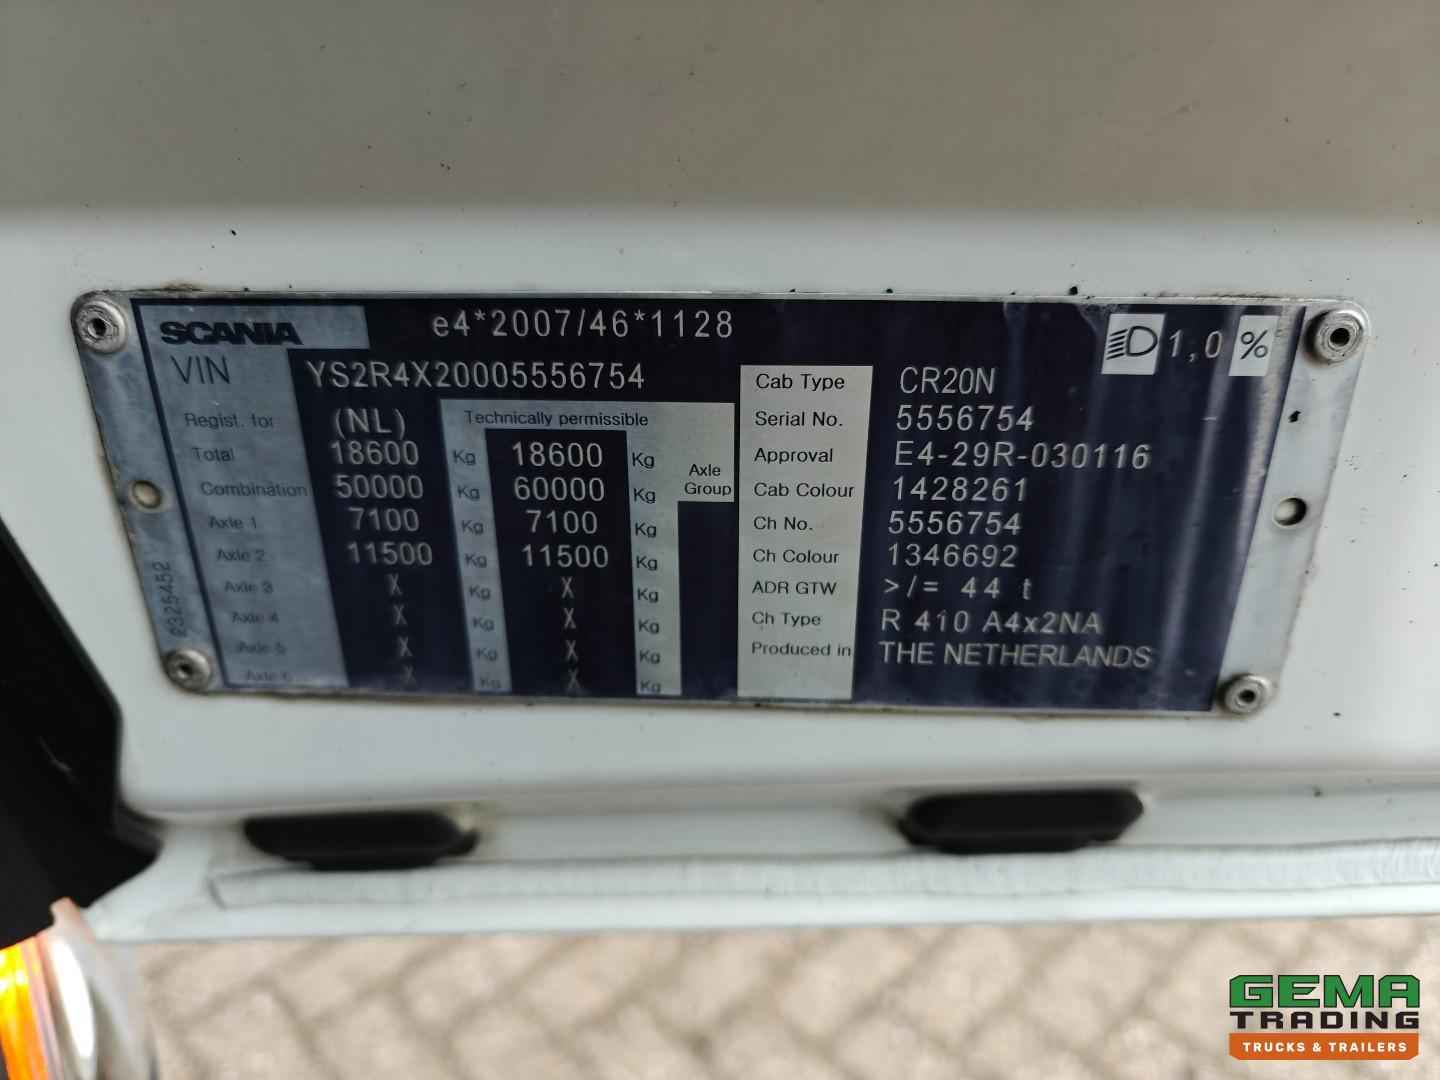 SCANIA e4*2007/46*1128 1,0 %
VIN YS2R4X20005556754
Regist. for (NL) Technically permissible
Total 18600 Kg 18600 Kg Axle Group
Combination 50000 Kg 60000 Kg
Axle 1 7100 Kg 7100 Kg
Axle 2 11500 Kg 11500 Kg
Axle 3 X Kg X Kg
Axle 4 X Kg X Kg
Axle 5 X Kg X Kg
Axle 6 X Kg X Kg
Cab Type CR20N
Serial No. 5556754
Approval E4-29R-030116
Cab Colour 1428261
Ch No. 5556754
Ch Colour 1346692
ADR GTW >/= 44 t
Ch Type R 410 A4x2NA
Produced in THE NETHERLANDS
2325452
GEMA
TRADING
TRUCKS & TRAILERS